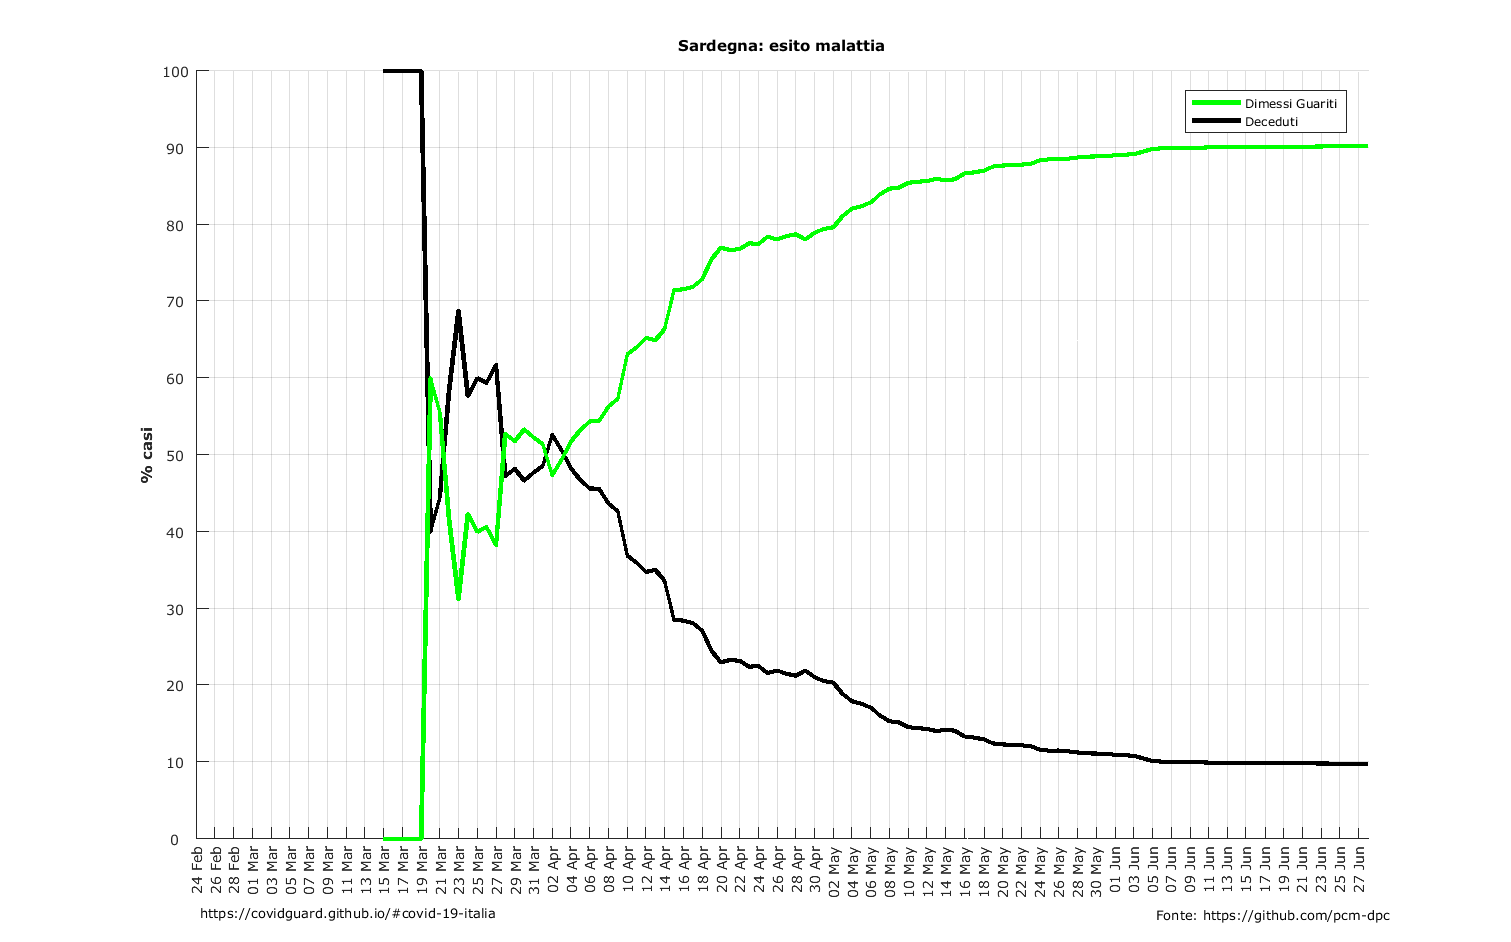 Sardegna: esito malattia
Dimessi Guariti
Deceduti
% casi
100
90
80
70
60
50
40
30
20
10
0
24 Feb
26 Feb
28 Feb
01 Mar
03 Mar
05 Mar
07 Mar
09 Mar
11 Mar
13 Mar
15 Mar
17 Mar
19 Mar
21 Mar
23 Mar
25 Mar
27 Mar
29 Mar
31 Mar
02 Apr
04 Apr
06 Apr
08 Apr
10 Apr
12 Apr
14 Apr
16 Apr
18 Apr
20 Apr
22 Apr
24 Apr
26 Apr
28 Apr
30 Apr
02 May
04 May
06 May
08 May
10 May
12 May
14 May
16 May
18 May
20 May
22 May
24 May
26 May
28 May
30 May
01 Jun
03 Jun
05 Jun
07 Jun
09 Jun
11 Jun
13 Jun
15 Jun
17 Jun
19 Jun
21 Jun
23 Jun
25 Jun
27 Jun
https://covidguard.github.io/#covid-19-italia
Fonte: https://github.com/pcm-dpc